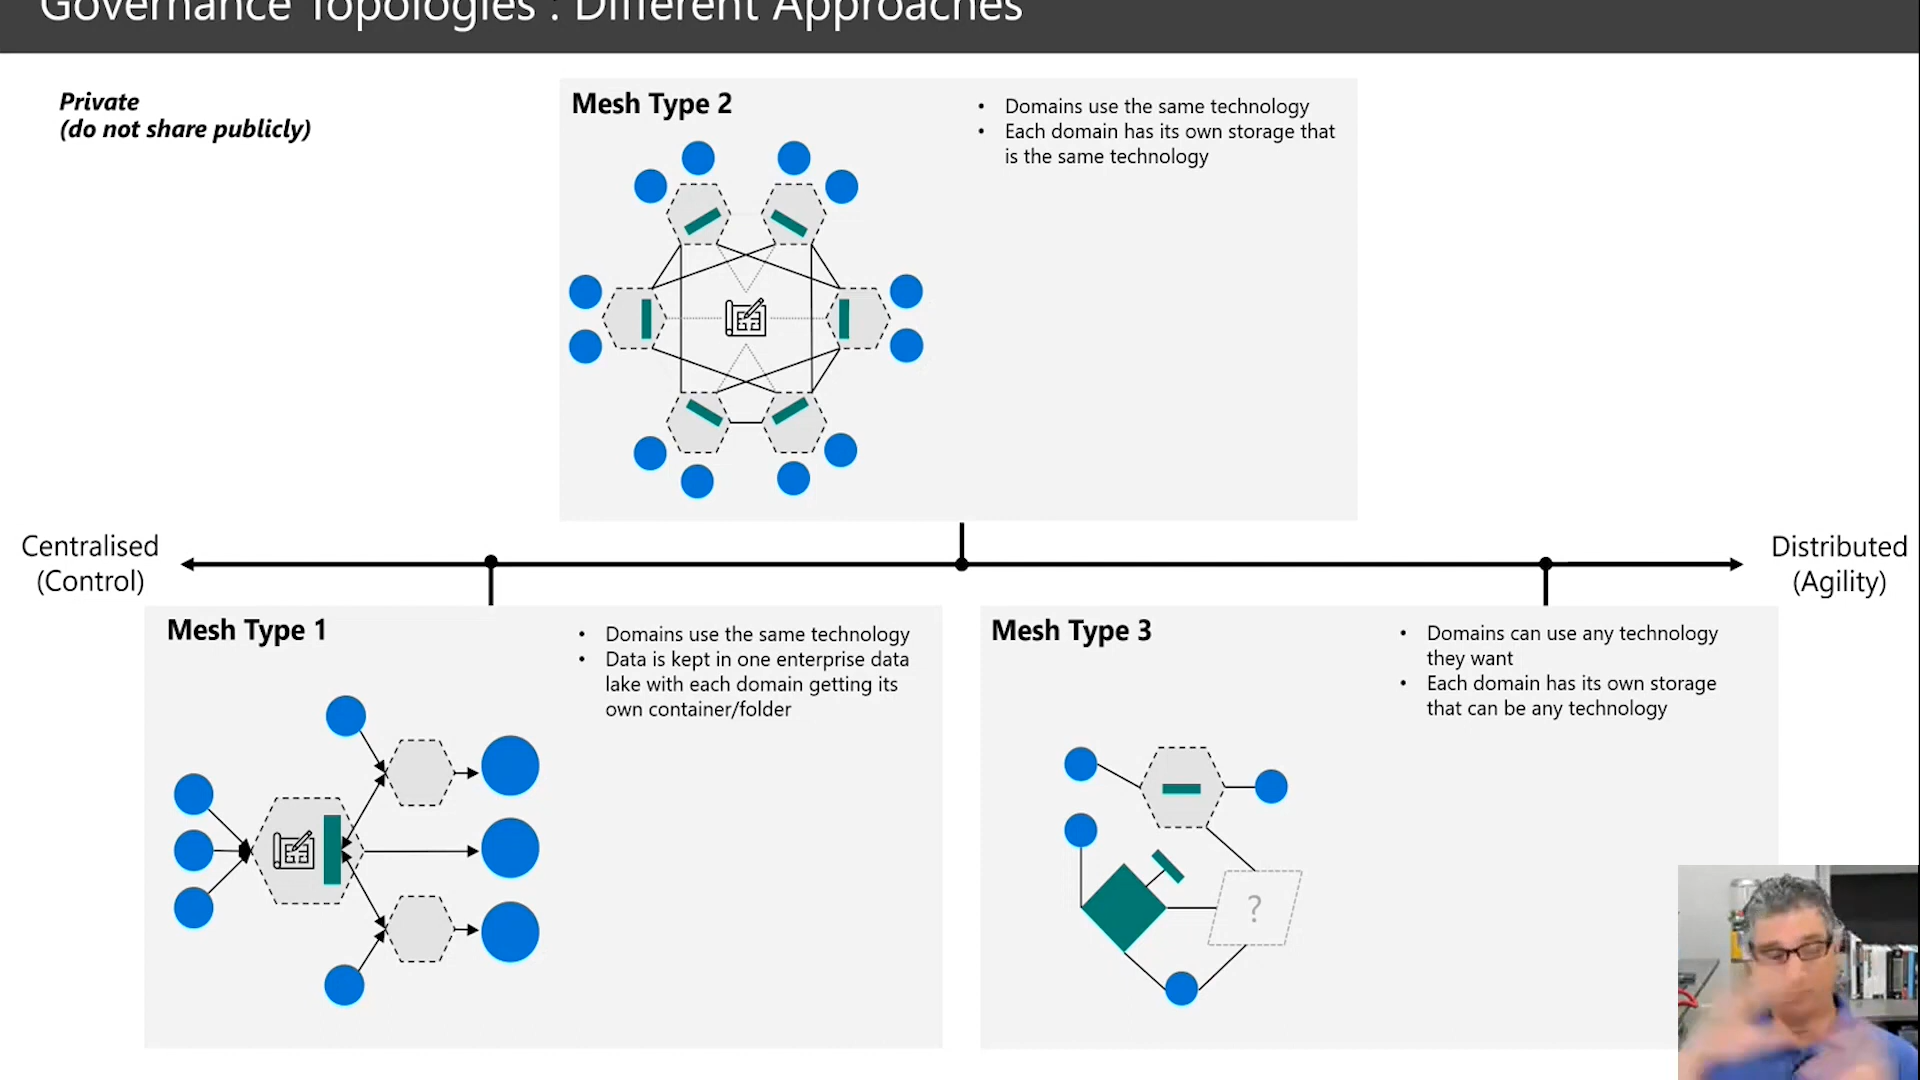 Governance Topologies : Different Approaches
Private
(do not share publicly)
Mesh Type 2
• Domains use the same technology
• Each domain has its own storage that
is the same technology
Centralised
(Control)
Distributed
(Agility)
Mesh Type 1
• Domains use the same technology
• Data is kept in one enterprise data
lake with each domain getting its
own container/folder
Mesh Type 3
• Domains can use any technology
they want
• Each domain has its own storage
that can be any technology
?